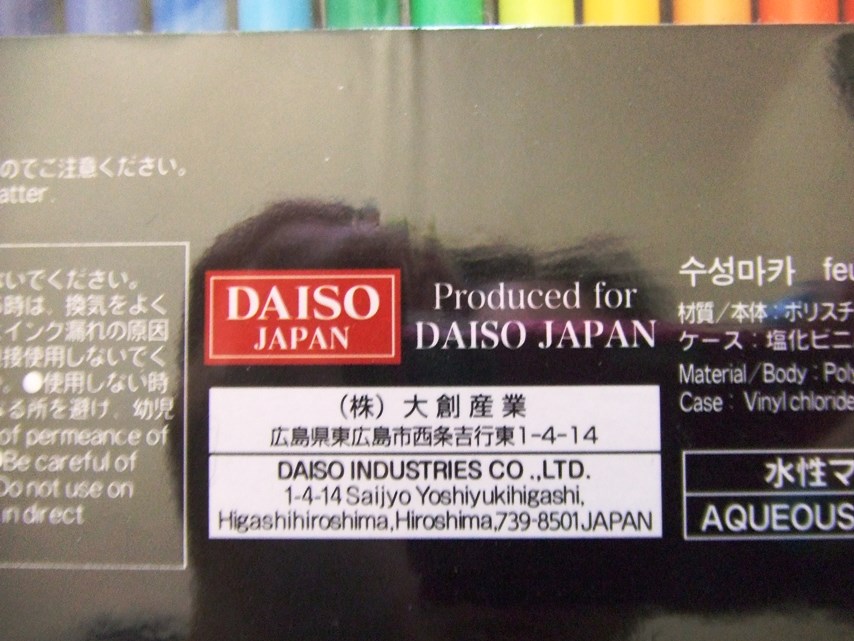 のでご注意ください。
atter.
ないでください。
時は、換気をよく
インク漏れの原因
接使用しないでく
●使用しない時
る所を避け、幼児
of permeance of
Be careful of
Do not use on
in direct
DAISO
JAPAN
Produced for
DAISO JAPAN
(株) 大創産業
広島県東広島市西条吉行東1-4-14
DAISO INDUSTRIES CO.,LTD.
1-4-14 Saijyo Yoshiyukihigashi,
Higashihiroshima,Hiroshima,739-8501JAPAN
수성마카 feu
材質/本体:ポリスチ
ケース:塩化ビニ
Material/Body:Poly
Case: Vinyl chloride
水性マ
AQUEOUS